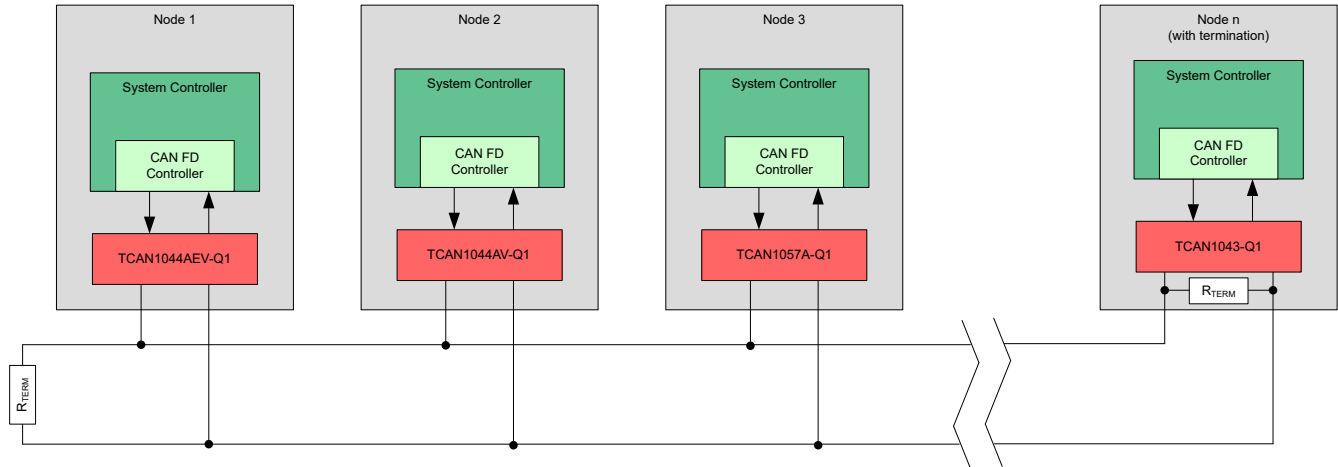 Node 1
System Controller
CAN FD
Controller
TCAN1044AEV-Q1
Node 2
System Controller
CAN FD
Controller
TCAN1044AV-Q1
Node 3
System Controller
CAN FD
Controller
TCAN1057A-Q1
Node n
(with termination)
System Controller
CAN FD
Controller
TCAN1043-Q1
RTERM
RTERM